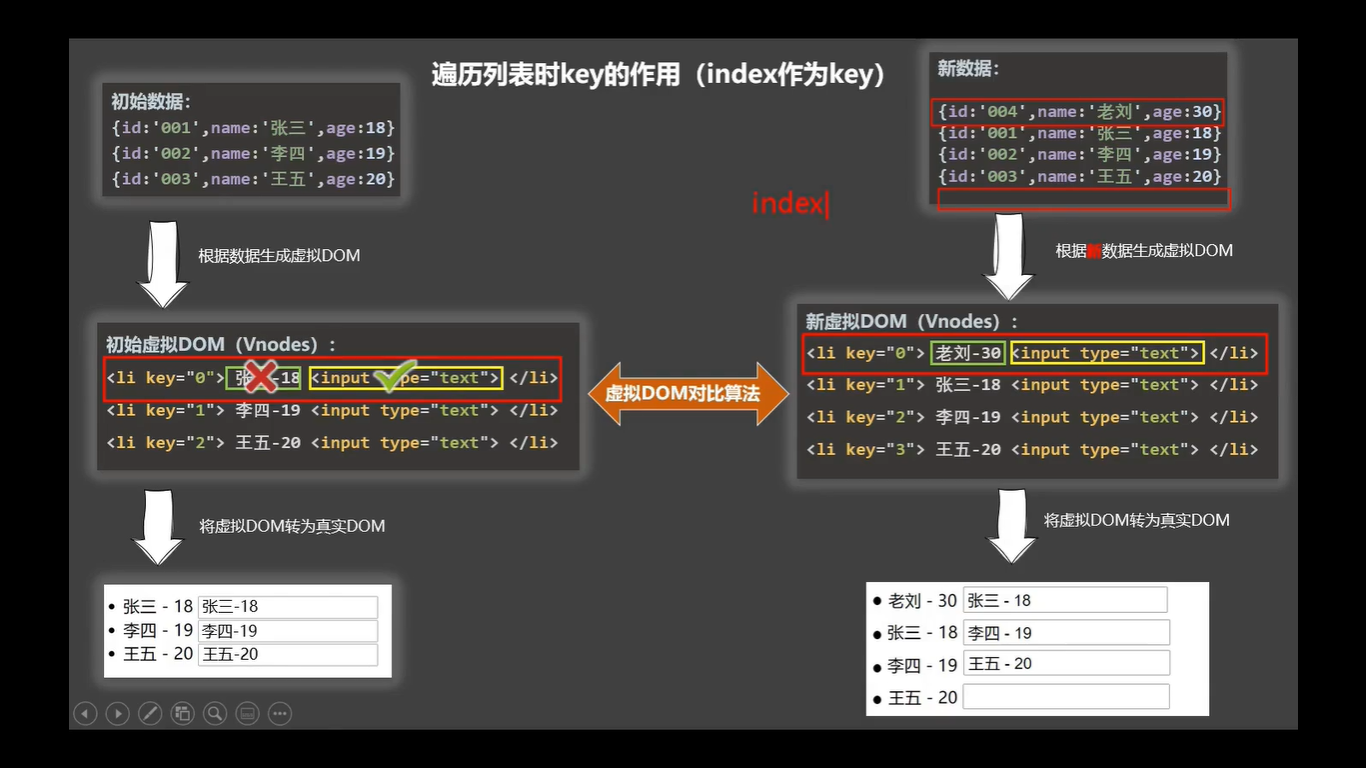 遍历列表时key的作用（index作为key）
初始数据：
{id:'001',name:'张三',age:18}
{id:'002',name:'李四',age:19}
{id:'003',name:'王五',age:20}
新数据：
{id:'004',name:'老刘',age:30}
{id:'001',name:'张三',age:18}
{id:'002',name:'李四',age:19}
{id:'003',name:'王五',age:20}
index
根据数据生成虚拟DOM
根据 数据生成虚拟DOM
初始虚拟DOM（Vnodes）：
<li key="0"> 张 -18 <input type="text"> </li>
<li key="1"> 李四-19 <input type="text"> </li>
<li key="2"> 王五-20 <input type="text"> </li>
虚拟DOM对比算法
新虚拟DOM（Vnodes）：
<li key="0"> 老刘-30 <input type="text"> </li>
<li key="1"> 张三-18 <input type="text"> </li>
<li key="2"> 李四-19 <input type="text"> </li>
<li key="3"> 王五-20 <input type="text"> </li>
将虚拟DOM转为真实DOM
将虚拟DOM转为真实DOM
• 张三 - 18 张三-18
• 李四 - 19 李四-19
• 王五 - 20 王五-20
• 老刘 - 30 张三 - 18
• 张三 - 18 李四 - 19
• 李四 - 19 王五 - 20
• 王五 - 20